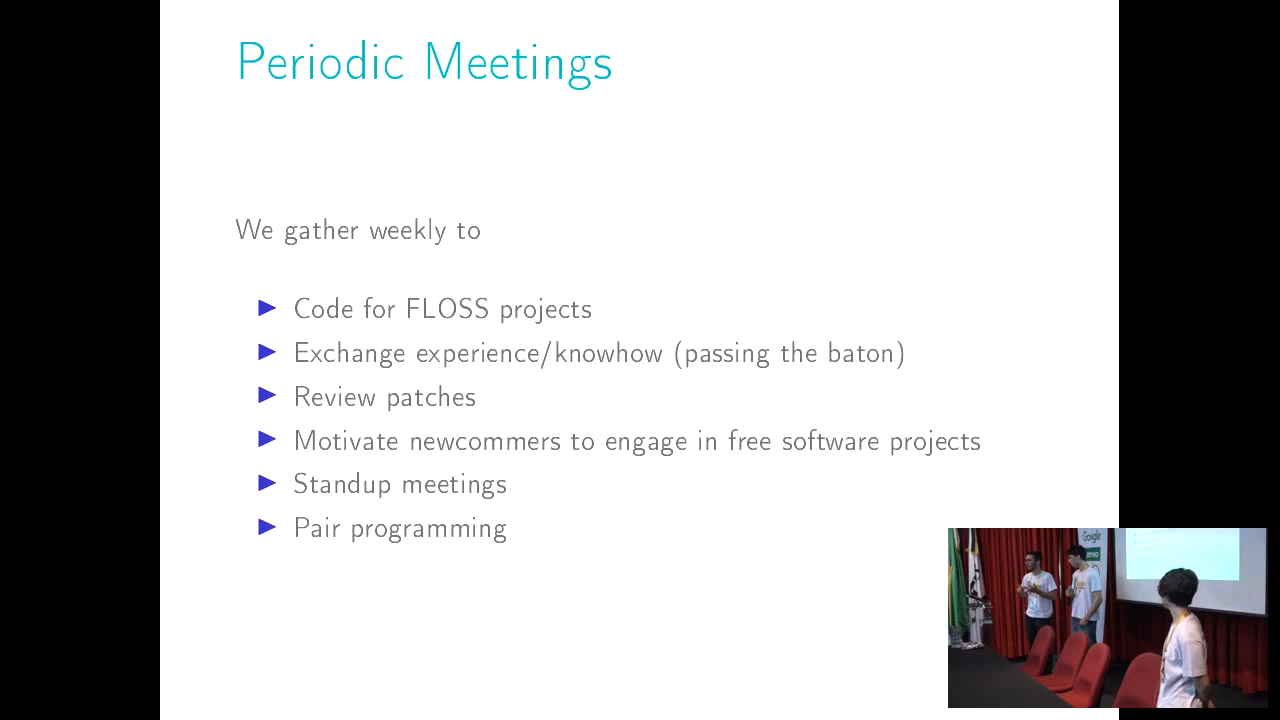 Periodic Meetings
We gather weekly to
Code for FLOSS projects
Exchange experience/knowhow (passing the baton)
Review patches
Motivate newcommers to engage in free software projects
Standup meetings
Pair programming
Google